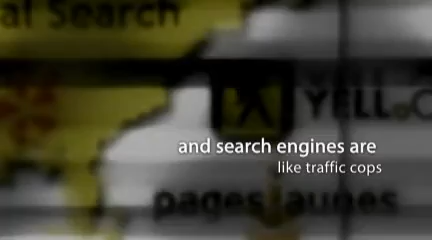 al Search
YELL.C
and search engines are
like traffic cops
pages jaunes